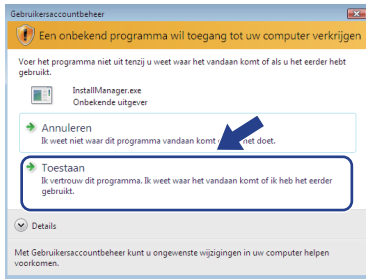 Gebruikersaccountbeheer
Een onbekend programma wil toegang tot uw computer verkrijgen
Voer het programma niet uit tenzij u weet waar het vandaan komt of als u het eerder hebt
gebruikt.
InstallManager.exe
Onbekende uitgever
Annuleren
Ik weet niet waar dit programma vandaan komt net doet.
Toestaan
Ik vertrouw dit programma. Ik weet waar het vandaan komt of ik heb het eerder
gebruikt.
Details
Met Gebruikersaccountbeheer kunt u ongewenste wijzigingen in uw computer helpen
voorkomen.